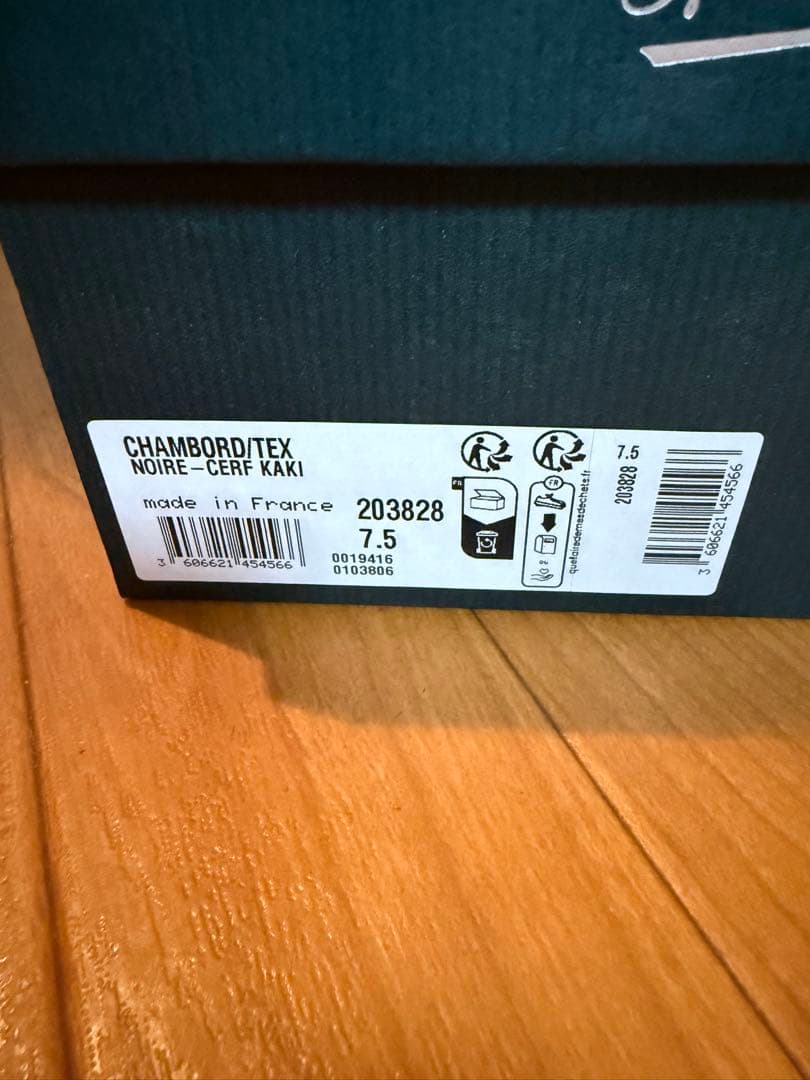 CHAMBORD/TEX
NOIRE-CERF KAKI
made in France
203828
7.5
0019416
0103806
3 606621 454566
FR
FR
quefairedemesdechets.fr
7.5
203828
3 606621 454566